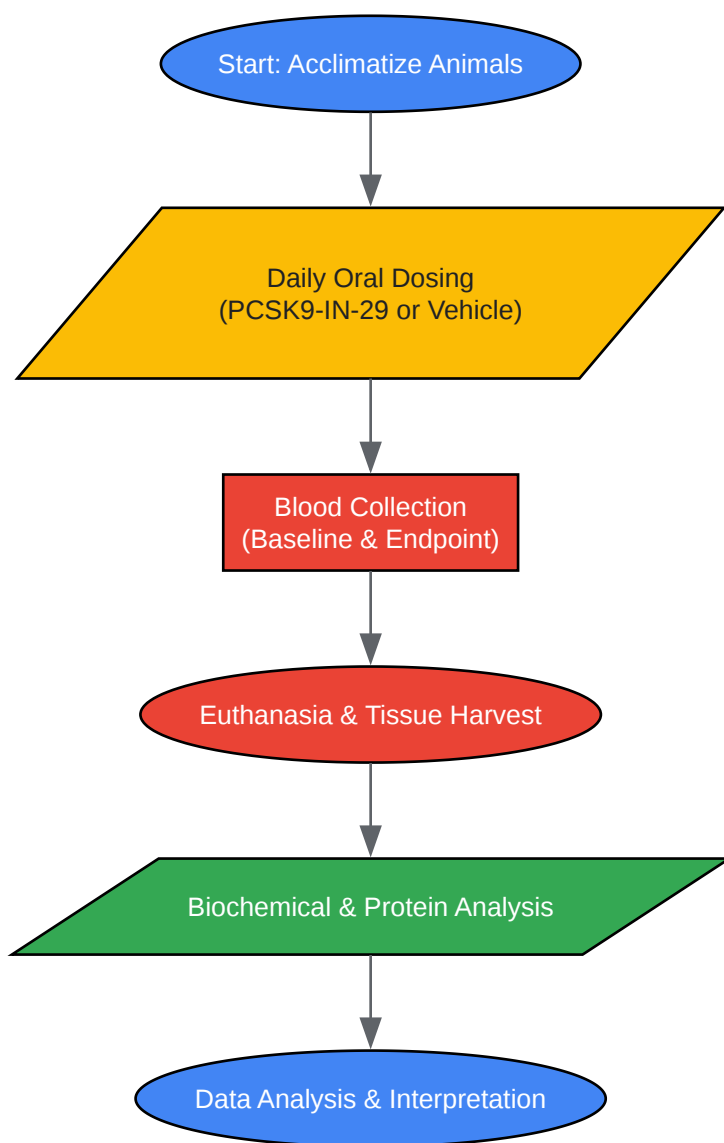 Start: Acclimatize Animals
Daily Oral Dosing
(PCSK9-IN-29 or Vehicle)
Blood Collection
(Baseline & Endpoint)
Euthanasia & Tissue Harvest
Biochemical & Protein Analysis
Data Analysis & Interpretation